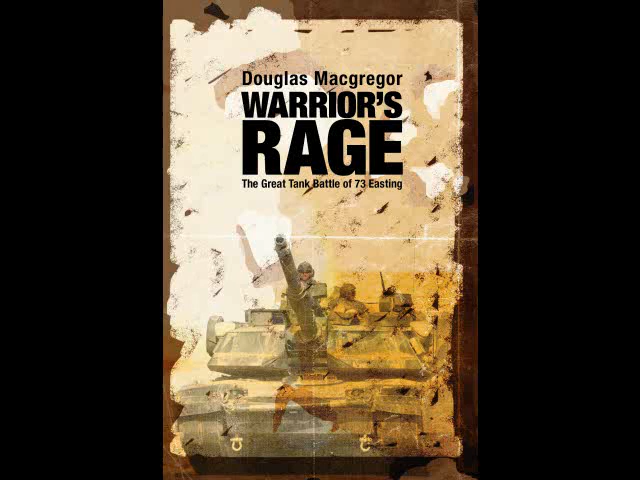 Douglas Macgregor
WARRIOR'S
RAGE
The Great Tank Battle of 73 Easting